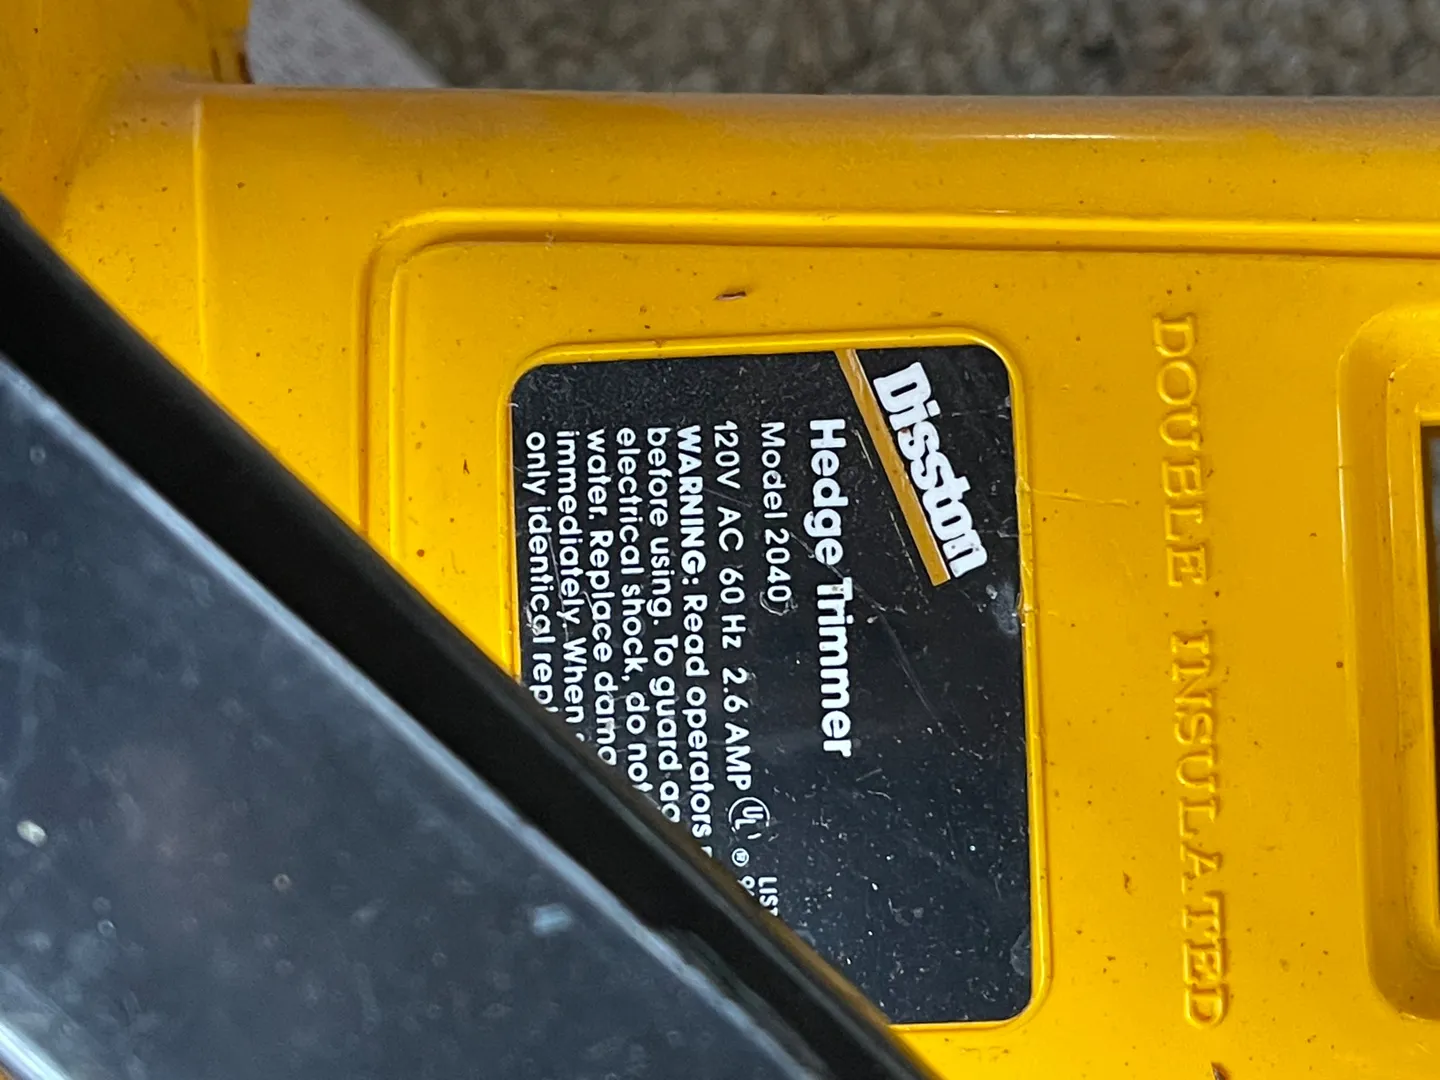 Disston
Hedge Trimmer
Model 2040
120V AC 60 Hz 2.6 AMP UL ®
WARNING: Read operators
before using. To guard
electrical shock, do not
water. Replace
immediately. When
only identical
DOUBLE INSULATED